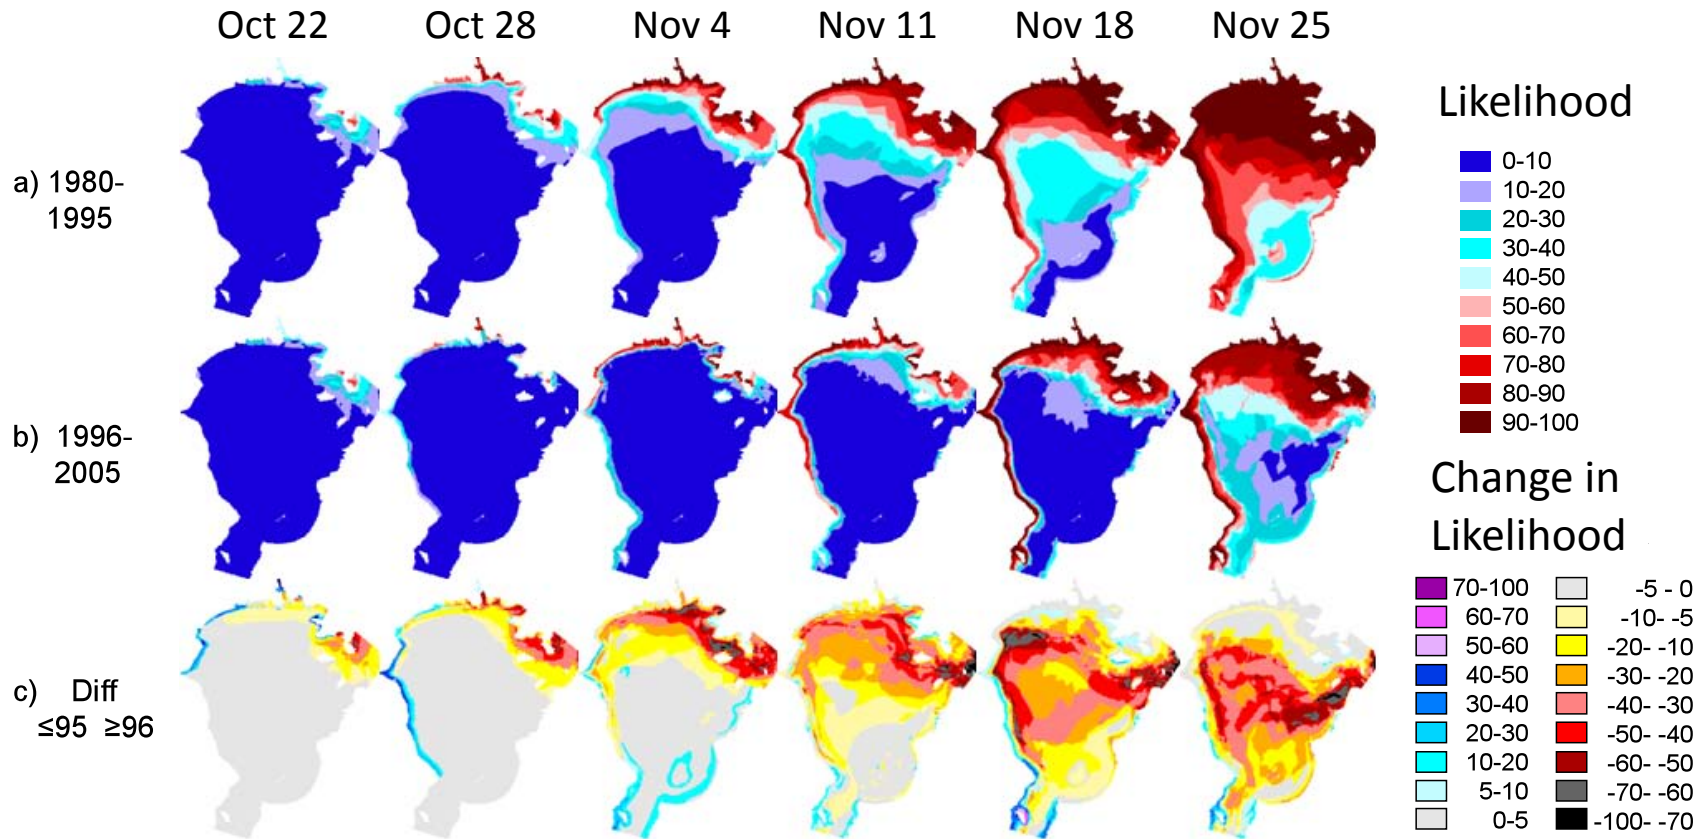 Oct 22 Oct 28 Nov 4 Nov 11 Nov 18 Nov 25
a) 1980-
1995
b) 1996-
2005
c) Diff
≤95 ≥96
Likelihood
0-10
10-20
20-30
30-40
40-50
50-60
60-70
70-80
80-90
90-100
Change in
Likelihood
70-100 -5 - 0
60-70 -10- -5
50-60 -20- -10
40-50 -30- -20
30-40 -40- -30
20-30 -50- -40
10-20 -60- -50
5-10 -70- -60
0-5 -100- -70